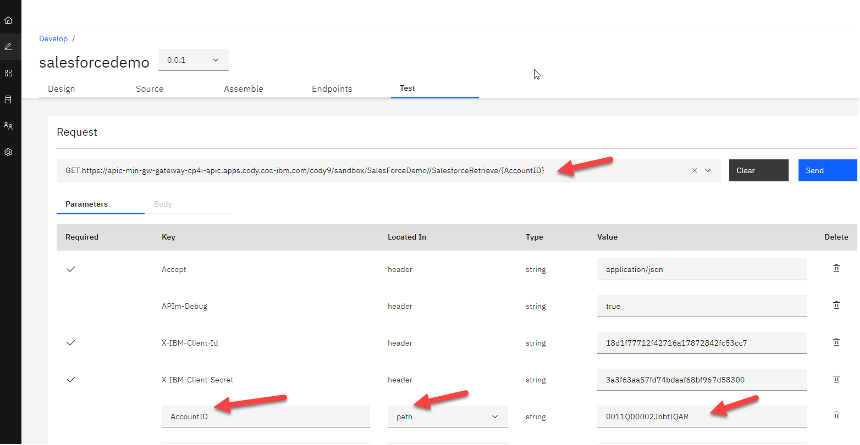 Develop /
salesforcedemo 0.0.1
Design Source Assemble Endpoints Test
Request
GET https://apic-min-gw-gateway-cp4i-apic.apps.cody.coc-ibm.com/cody9/sandbox/SalesForceDemo//SalesforceRetrieve/{AccountID} Clear Send
Parameters Body
Required Key Located In Type Value Delete
Accept header string application/json
APIm-Debug header string true
X-IBM-Client-Id header string 18d1f77712f42716a17872842fc53cc7
X-IBM-Client-Secret header string 3a3f63aa57fd74bdaaf68bf967d58300
AccountID path string 0011Q00002JbbtIQAR